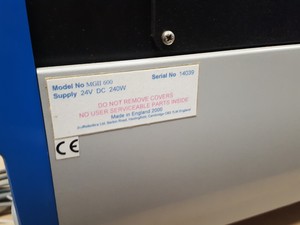 Model No MGII 600 Serial No 14039
Supply 24V DC 240W
DO NOT REMOVE COVERS
NO USER SERVICEABLE PARTS INSIDE
Made in England 2000
CE